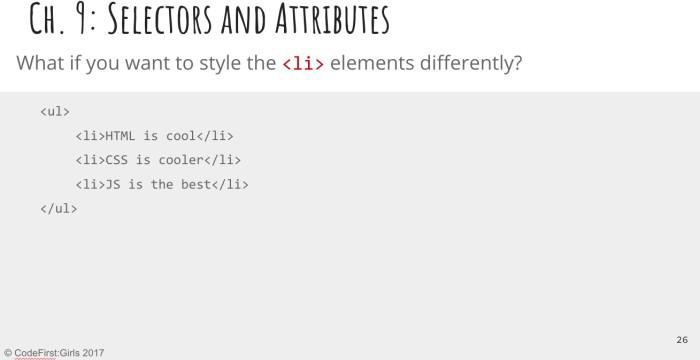 Ch. 9: Selectors and Attributes
What if you want to style the <li> elements differently?
<ul>
<li>HTML is cool</li>
<li>CSS is cooler</li>
<li>JS is the best</li>
</ul>
26
© CodeFirst:Girls 2017